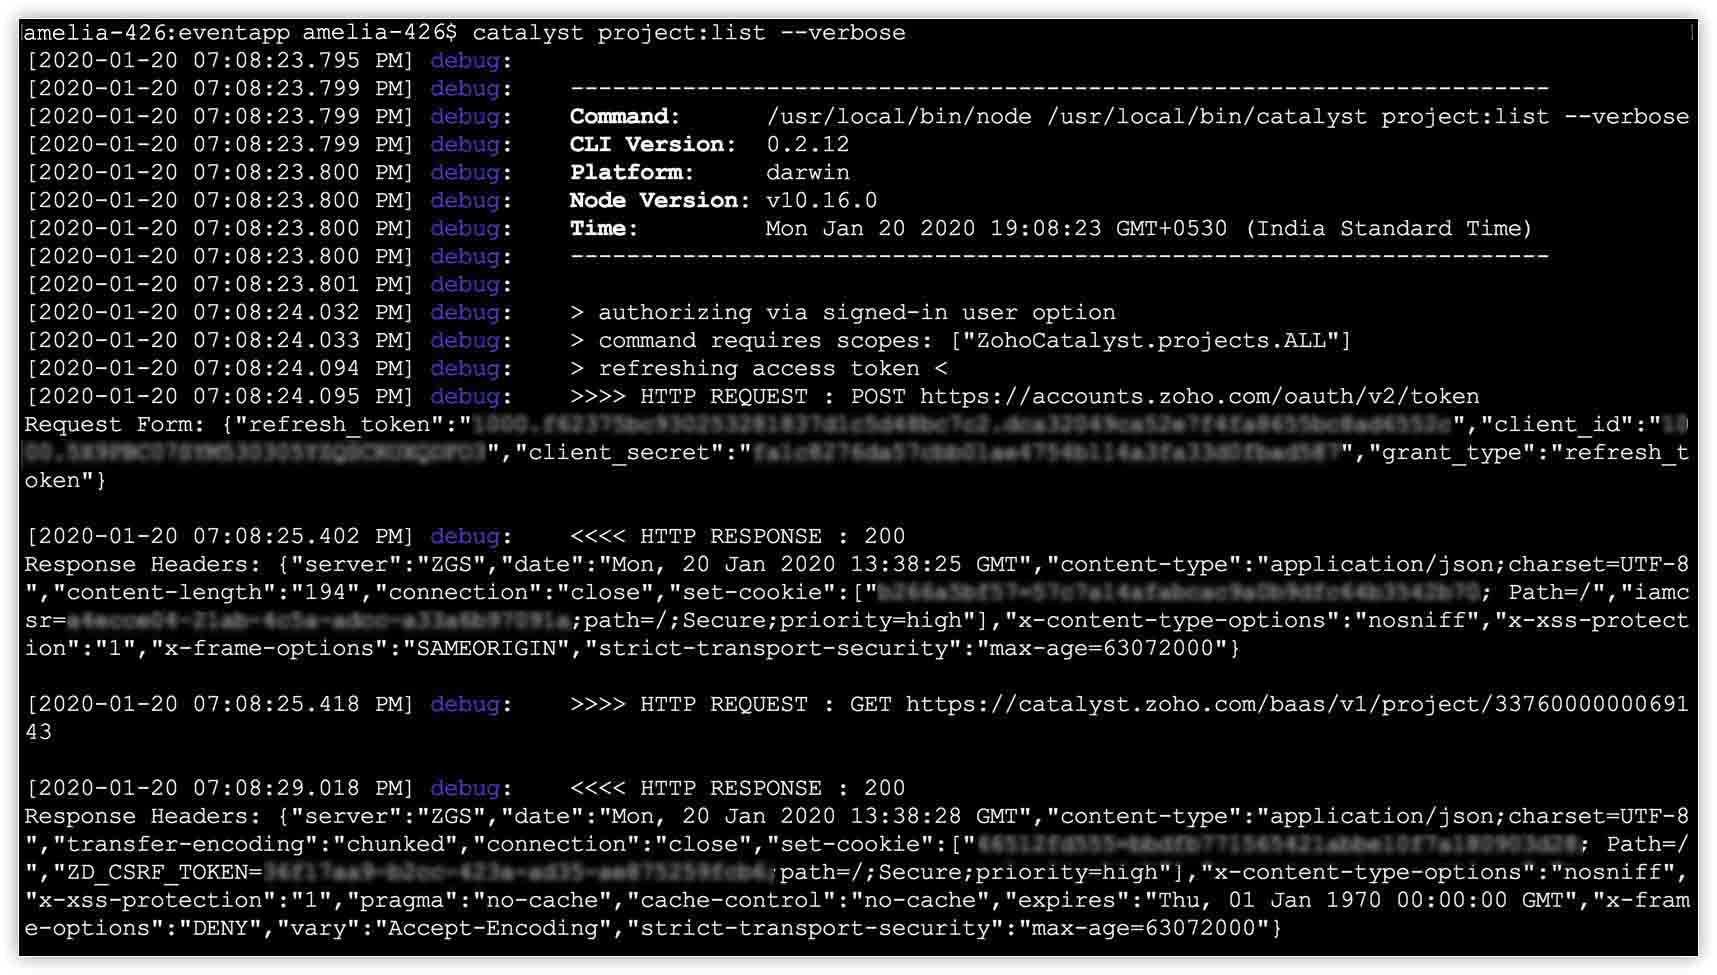 amelia-426:eventapp amelia-426$ catalyst project:list --verbose
[2020-01-20 07:08:23.795 PM] debug:
[2020-01-20 07:08:23.799 PM] debug: ----------------------------------------------------------------------
[2020-01-20 07:08:23.799 PM] debug: Command: /usr/local/bin/node /usr/local/bin/catalyst project:list --verbose
[2020-01-20 07:08:23.799 PM] debug: CLI Version: 0.2.12
[2020-01-20 07:08:23.800 PM] debug: Platform: darwin
[2020-01-20 07:08:23.800 PM] debug: Node Version: v10.16.0
[2020-01-20 07:08:23.800 PM] debug: Time: Mon Jan 20 2020 19:08:23 GMT+0530 (India Standard Time)
[2020-01-20 07:08:23.800 PM] debug: ----------------------------------------------------------------------
[2020-01-20 07:08:23.801 PM] debug:
[2020-01-20 07:08:24.032 PM] debug: > authorizing via signed-in user option
[2020-01-20 07:08:24.033 PM] debug: > command requires scopes: ["ZohoCatalyst.projects.ALL"]
[2020-01-20 07:08:24.094 PM] debug: > refreshing access token <
[2020-01-20 07:08:24.095 PM] debug: >>>> HTTP REQUEST : POST https://accounts.zoho.com/oauth/v2/token
Request Form: {"refresh_token":" ","client_id":"
","client_secret":" ","grant_type":"refresh_t
oken"}
[2020-01-20 07:08:25.402 PM] debug: <<<< HTTP RESPONSE : 200
Response Headers: {"server":"ZGS","date":"Mon, 20 Jan 2020 13:38:25 GMT","content-type":"application/json;charset=UTF-8
","content-length":"194","connection":"close","set-cookie":[" ; Path=/","iamc
sr= ;path=/;Secure;priority=high"],"x-content-type-options":"nosniff","x-xss-protect
ion":"1","x-frame-options":"SAMEORIGIN","strict-transport-security":"max-age=63072000"}
[2020-01-20 07:08:25.418 PM] debug: >>>> HTTP REQUEST : GET https://catalyst.zoho.com/baas/v1/project/33760000000691
43
[2020-01-20 07:08:29.018 PM] debug: <<<< HTTP RESPONSE : 200
Response Headers: {"server":"ZGS","date":"Mon, 20 Jan 2020 13:38:28 GMT","content-type":"application/json;charset=UTF-8
","transfer-encoding":"chunked","connection":"close","set-cookie":[" ; Path=/
","ZD_CSRF_TOKEN= ;path=/;Secure;priority=high"],"x-content-type-options":"nosniff",
"x-xss-protection":"1","pragma":"no-cache","cache-control":"no-cache","expires":"Thu, 01 Jan 1970 00:00:00 GMT","x-fram
e-options":"DENY","vary":"Accept-Encoding","strict-transport-security":"max-age=63072000"}